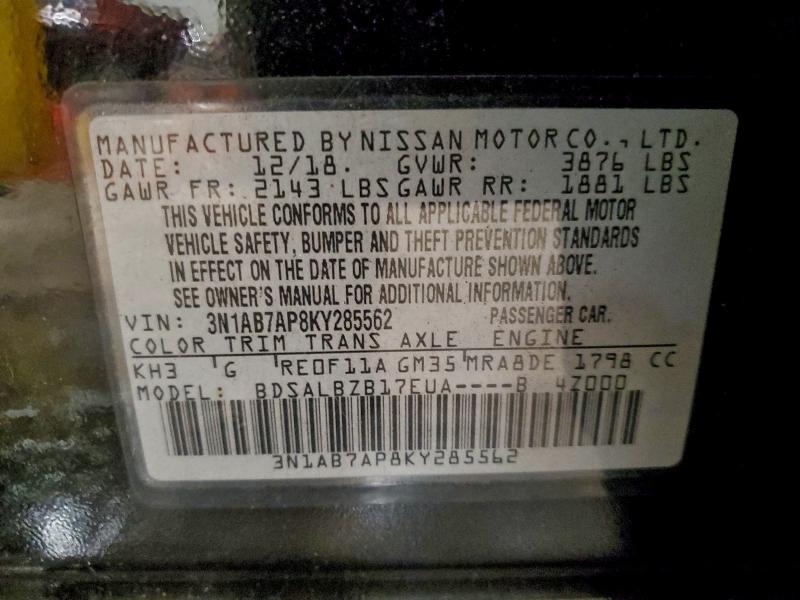 MANUFACTURED BY NISSAN MOTOR CO., LTD.
DATE: 12/18. GVWR: 3876 LBS
GAWR FR: 2143 LBS GAWR RR: 1881 LBS
THIS VEHICLE CONFORMS TO ALL APPLICABLE FEDERAL MOTOR
VEHICLE SAFETY, BUMPER AND THEFT PREVENTION STANDARDS
IN EFFECT ON THE DATE OF MANUFACTURE SHOWN ABOVE.
SEE OWNER'S MANUAL FOR ADDITIONAL INFORMATION.
VIN: 3N1AB7AP8KY285562 PASSENGER CAR.
COLOR TRIM TRANS AXLE ENGINE
KH3 G RE0F11A GM35 MRA8DE 1798 CC
MODEL: BDSALBZB17EUA----B 4Z000
3N1AB7AP8KY285562